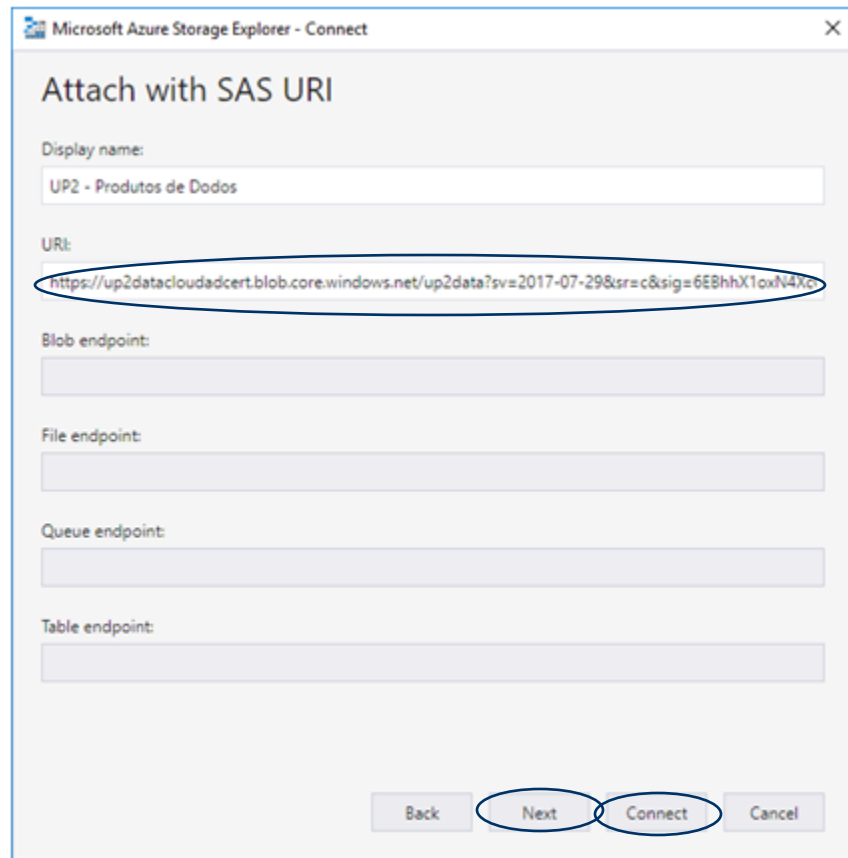 Microsoft Azure Storage Explorer - Connect
Attach with SAS URI
Display name:
UP2 - Produtos de Dodos
URI:
https://up2datacloudadcert.blob.core.windows.net/up2data?sv=2017-07-29&sr=c&sig=6EBhhX1oxN4Xc
Blob endpoint:
File endpoint:
Queue endpoint:
Table endpoint:
Back Next Connect Cancel